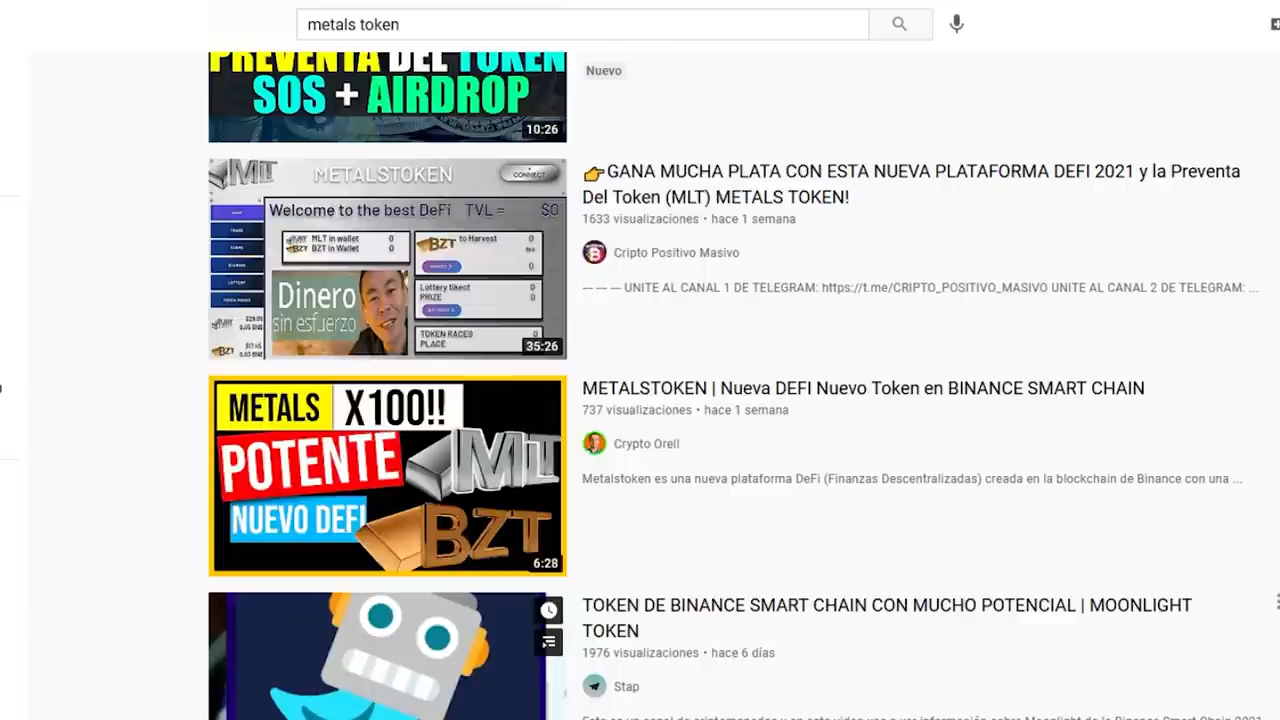 metals token
PREVENTA DEL TOKEN
SOS + AIRDROP
10:26
Nuevo
MLT
METALSTOKEN
CONNECT
Welcome to the best DeFi TVL = $0
MLT in wallet 0
BZT in Wallet 0
BZT to Harvest 0
0
Lottery tikect 0
PRIZE 0
TOKEN RACES 0
PLACE
Dinero
sin esfuerzo
BZT
35:26
👉GANA MUCHA PLATA CON ESTA NUEVA PLATAFORMA DEFI 2021 y la Preventa
Del Token (MLT) METALS TOKEN!
1633 visualizaciones • hace 1 semana
Cripto Positivo Masivo
--- --- --- UNITE AL CANAL 1 DE TELEGRAM: https://t.me/CRIPTO_POSITIVO_MASIVO UNITE AL CANAL 2 DE TELEGRAM: ...
METALS X100!!
POTENTE
NUEVO DEFI
MLT
BZT
6:28
METALSTOKEN | Nueva DEFI Nuevo Token en BINANCE SMART CHAIN
737 visualizaciones • hace 1 semana
Crypto Orell
Metalstoken es una nueva plataforma DeFi (Finanzas Descentralizadas) creada en la blockchain de Binance con una ...
TOKEN DE BINANCE SMART CHAIN CON MUCHO POTENCIAL | MOONLIGHT
TOKEN
1976 visualizaciones • hace 6 días
Stap